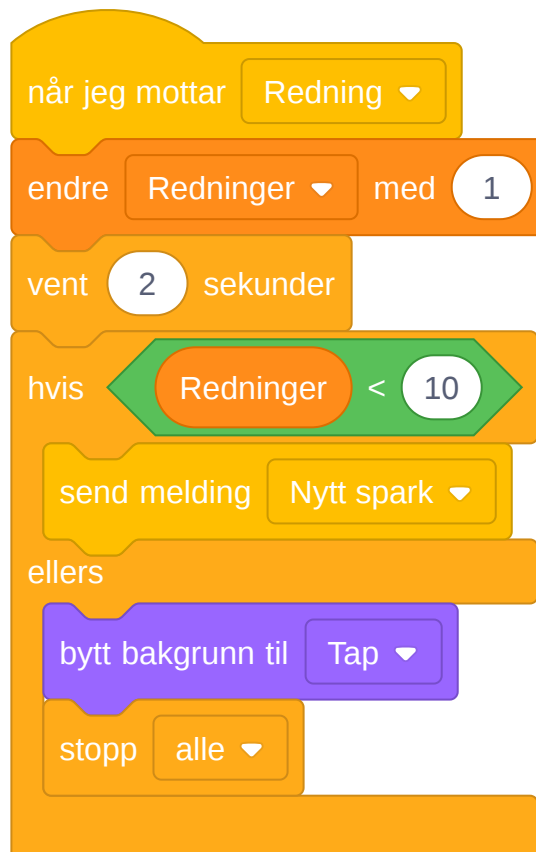 når jeg mottar Redning
endre Redninger med 1
vent 2 sekunder
hvis Redninger < 10
send melding Nytt spark
ellers
bytt bakgrunn til Tap
stopp alle